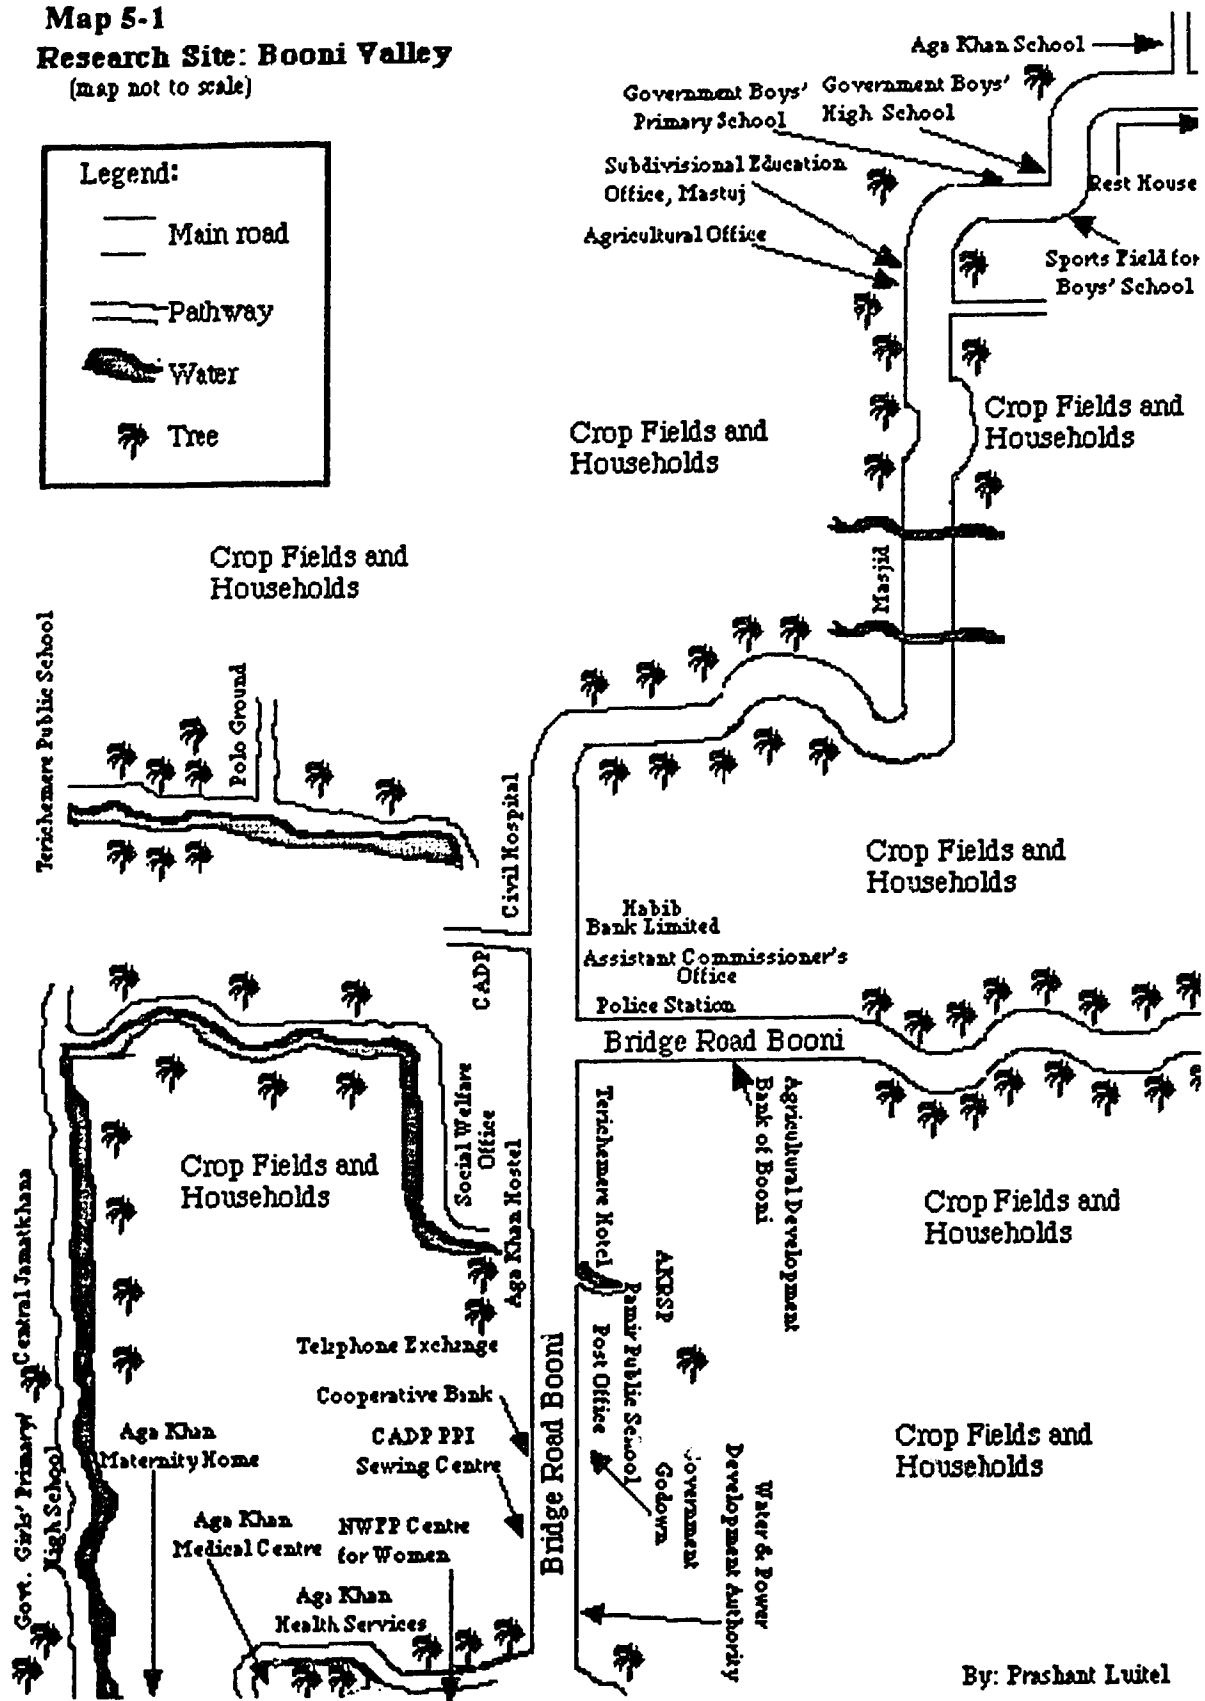 Map 5-1
Research Site: Booni Valley
(map not to scale)
Legend:
Main road
Pathway
Water
Tree
Aga Khan School
Government Boys'
High School
Government Boys'
Primary School
Subdivisional Education
Office, Mastuj
Agricultural Office
Rest House
Sports Field for
Boys' School
Crop Fields and
Households
Crop Fields and
Households
Crop Fields and
Households
Masjid
Terichemere Public School
Polo Ground
Civil Hospital
Crop Fields and
Households
Habib
Bank Limited
Assistant Commissioner's
Office
Police Station
CADP
Bridge Road Booni
Agricultural Development
Bank of Booni
Terichemere Hotel
Social Welfare
Office
Aga Khan Hostel
Crop Fields and
Households
Crop Fields and
Households
Central Jamatkhana
AKRSP
Pamir Public School
Post Office
Telephone Exchange
Cooperative Bank
CADP PPI
Sewing Centre
Bridge Road Booni
Crop Fields and
Households
Government
Godown
Water & Power
Development Authority
Aga Khan
Maternity Home
Govt. Girls' Primary/
High School
Aga Khan
Medical Centre
NWFP Centre
for Women
Aga Khan
Health Services
By: Prashant Luitel